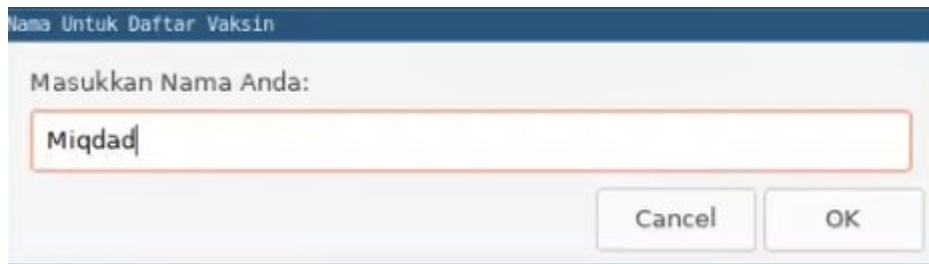 Nama Untuk Daftar Vaksin
Masukkan Nama Anda:
Miqdad
Cancel OK